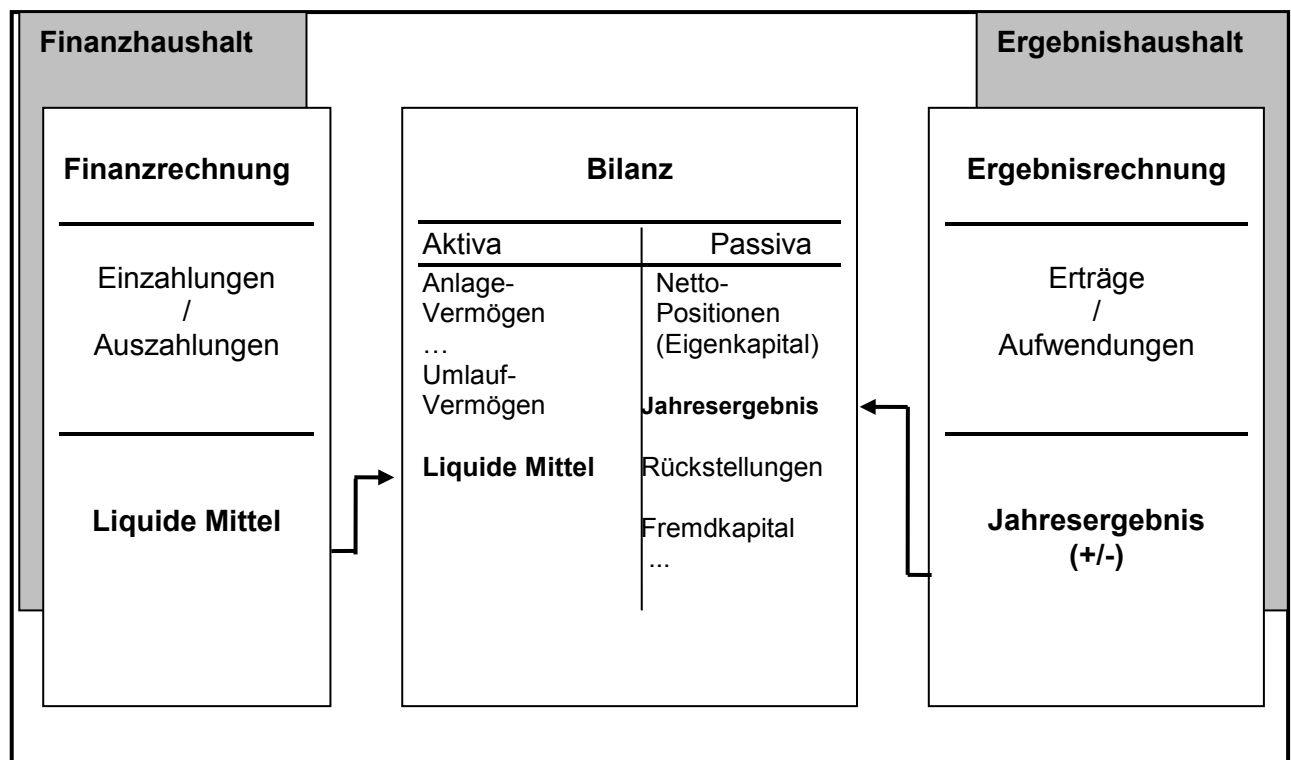 Finanzhaushalt
Ergebnishaushalt
Finanzrechnung
Einzahlungen
/
Auszahlungen
Liquide Mittel
Bilanz
Aktiva
Passiva
Anlage-
Vermögen
…
Umlauf-
Vermögen
Liquide Mittel
Netto-
Positionen
(Eigenkapital)
Jahresergebnis
Rückstellungen
Fremdkapital
...
Ergebnisrechnung
Erträge
/
Aufwendungen
Jahresergebnis
(+/-)